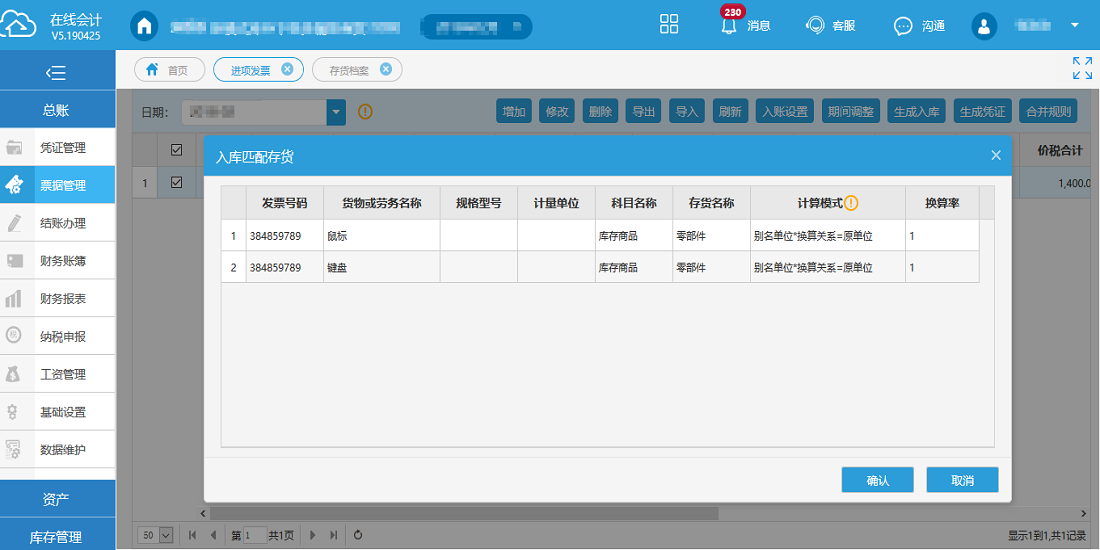 在线会计
V5.190425
230
消息
客服
沟通
首页
进项发票
存货档案
总账
凭证管理
票据管理
结账办理
财务账簿
财务报表
纳税申报
工资管理
基础设置
数据维护
资产
库存管理
日期：
增加 修改 删除 导出 导入 刷新 入账设置 期间调整 生成入库 生成凭证 合并规则
价税合计
1 1,400.0
入库匹配存货
发票号码 货物或劳务名称 规格型号 计量单位 科目名称 存货名称 计算模式 换算率
1 384859789 鼠标 库存商品 零部件 别名单位*换算关系=原单位 1
2 384859789 键盘 库存商品 零部件 别名单位*换算关系=原单位 1
确认 取消
50 第 1 共1页 显示1到1,共1记录